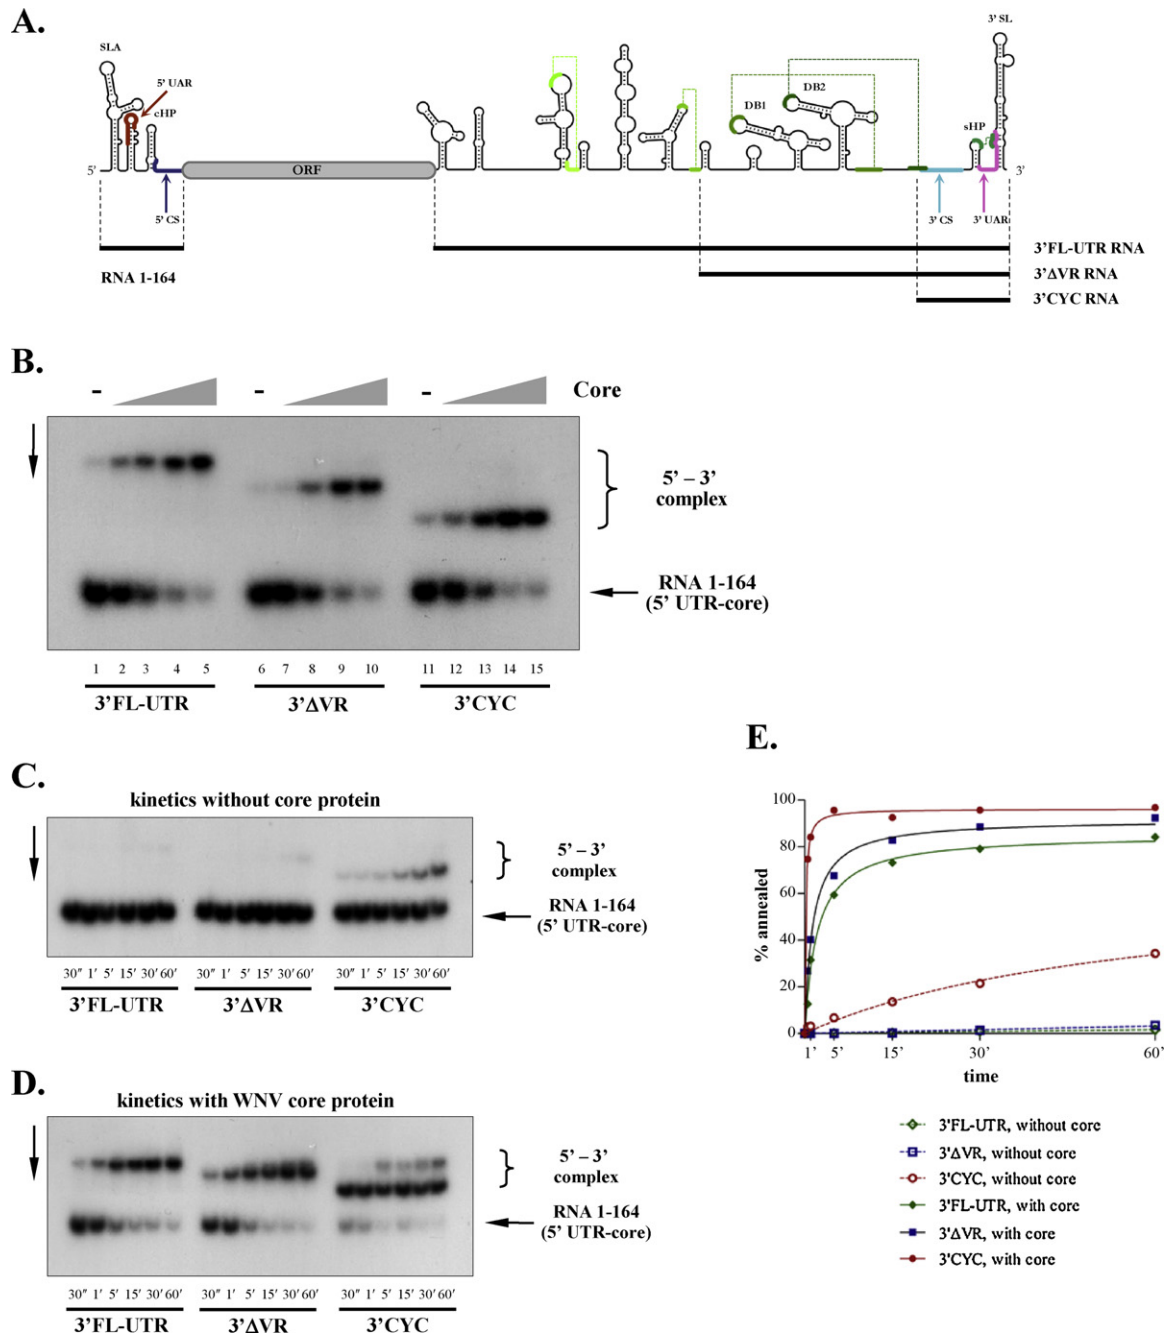 A.
3' SL
SLA
5' UAR
cHP
DB1
DB2
sHP
5'
ORF
3'
5' CS
3' CS
3' UAR
RNA 1-164
3'FL-UTR RNA
3'ΔVR RNA
3'CYC RNA
B.
- - - Core
5' – 3'
complex
RNA 1-164
(5' UTR-core)
1 2 3 4 5 6 7 8 9 10 11 12 13 14 15
3'FL-UTR 3'ΔVR 3'CYC
C.
kinetics without core protein
5' – 3'
complex
RNA 1-164
(5' UTR-core)
30" 1' 5' 15' 30' 60' 30" 1' 5' 15' 30' 60' 30" 1' 5' 15' 30' 60'
3'FL-UTR 3'ΔVR 3'CYC
D.
kinetics with WNV core protein
5' – 3'
complex
RNA 1-164
(5' UTR-core)
30" 1' 5' 15' 30' 60' 30" 1' 5' 15' 30' 60' 30" 1' 5' 15' 30' 60'
3'FL-UTR 3'ΔVR 3'CYC
E.
100
80
60
40
20
0
% annealed
1' 5' 15' 30' 60'
time
3'FL-UTR, without core
3'ΔVR, without core
3'CYC, without core
3'FL-UTR, with core
3'ΔVR, with core
3'CYC, with core